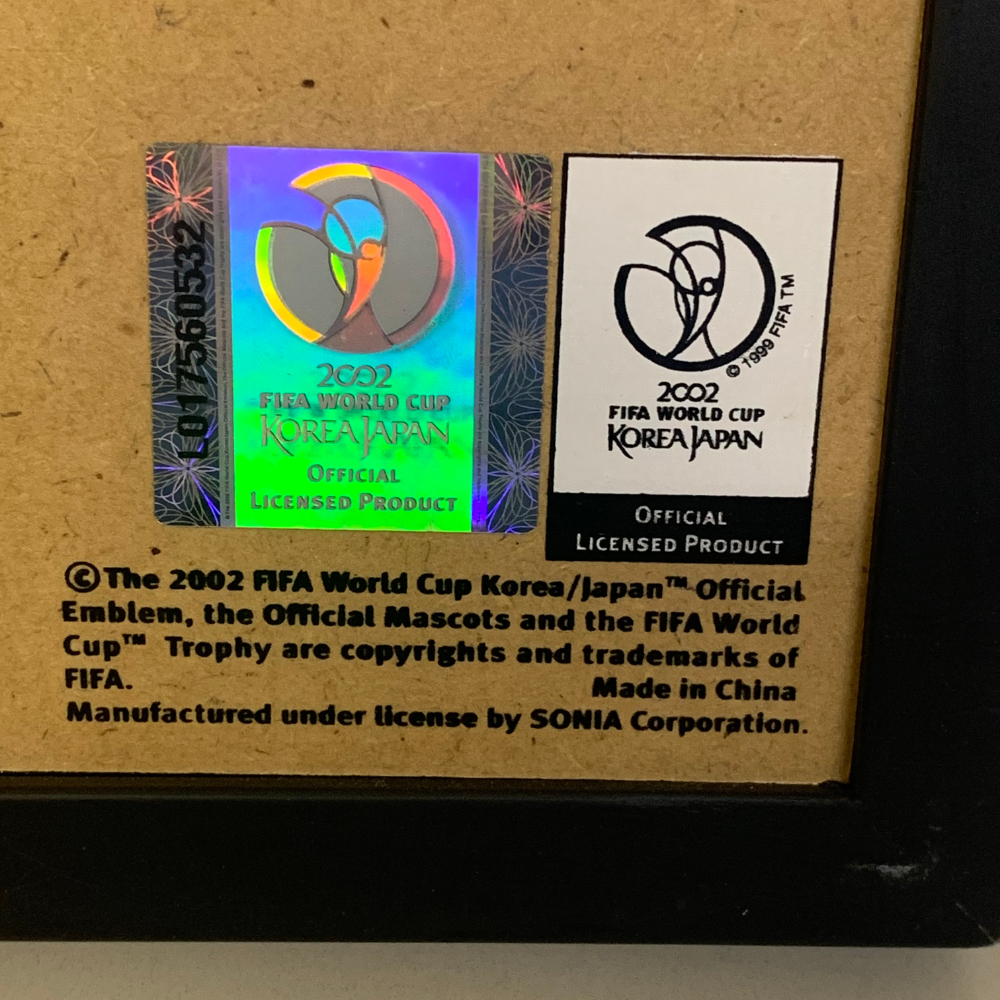 L017560532
2002
FIFA WORLD CUP
KOREA JAPAN
OFFICIAL
LICENSED PRODUCT
© 1999 FIFA TM
2002
FIFA WORLD CUP
KOREA JAPAN
OFFICIAL
LICENSED PRODUCT
©The 2002 FIFA World Cup Korea/Japan™ Official
Emblem, the Official Mascots and the FIFA World
Cup™ Trophy are copyrights and trademarks of
FIFA. Made in China
Manufactured under license by SONIA Corporation.